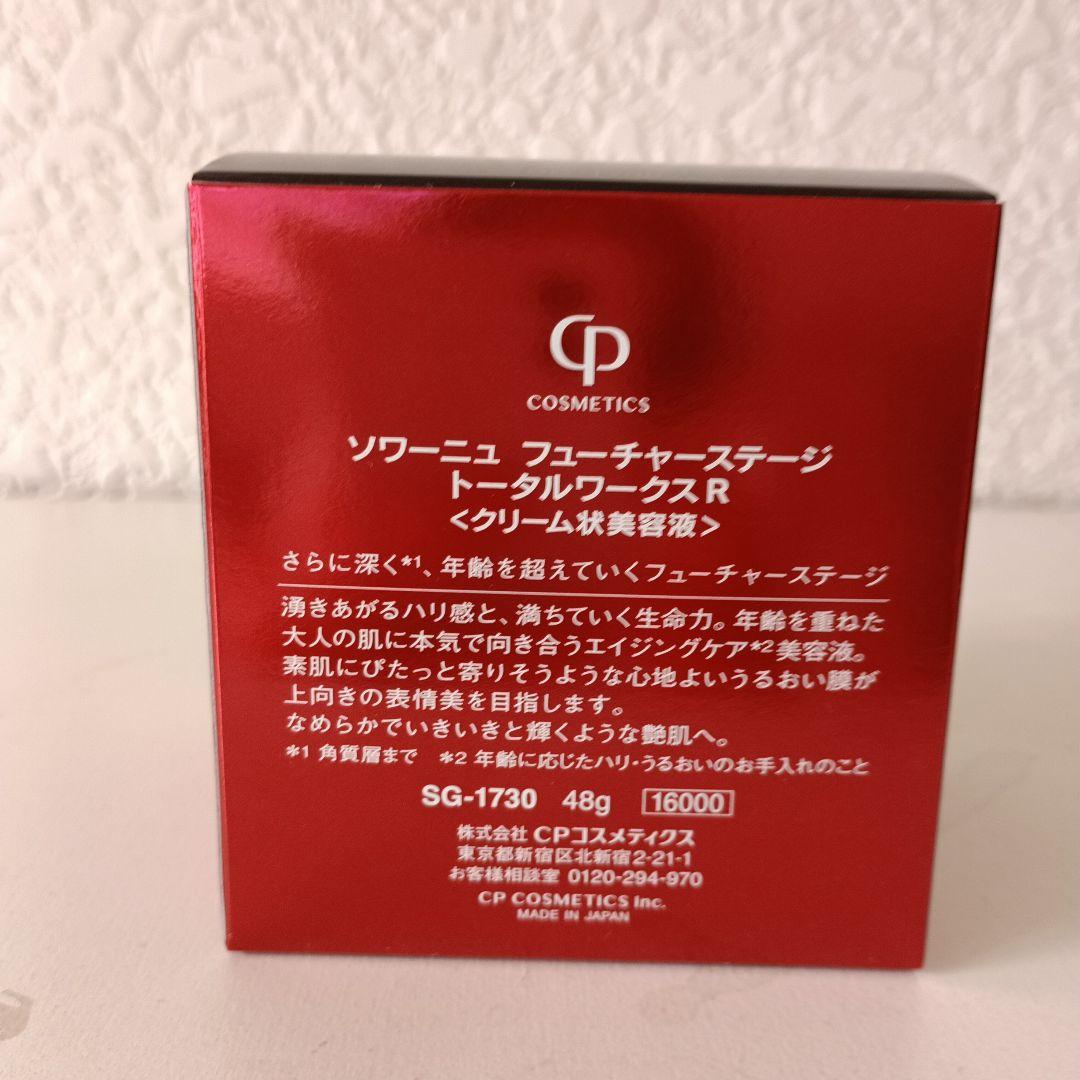 CP
COSMETICS
ソワーニュ フューチャーステージ
トータルワークスR
<クリーム状美容液>
さらに深く*1、年齢を超えていくフューチャーステージ
湧きあがるハリ感と、満ちていく生命力。年齢を重ねた
大人の肌に本気で向き合うエイジングケア*2美容液。
素肌にぴたっと寄りそうような心地よいうるおい膜が
上向きの表情美を目指します。
なめらかでいきいきと輝くような艶肌へ。
*1 角質層まで *2 年齢に応じたハリ・うるおいのお手入れのこと
SG-1730 48g 16000
株式会社 CPコスメティクス
東京都新宿区北新宿2-21-1
お客様相談室 0120-294-970
CP COSMETICS Inc.
MADE IN JAPAN